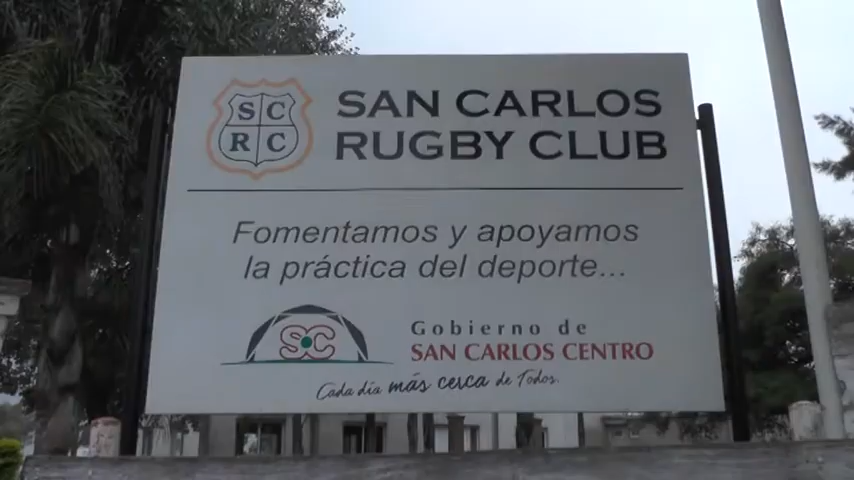 SC
RC
SAN CARLOS
RUGBY CLUB
Fomentamos y apoyamos
la práctica del deporte...
SC
Gobierno de
SAN CARLOS CENTRO
Cada día más cerca de Todos.